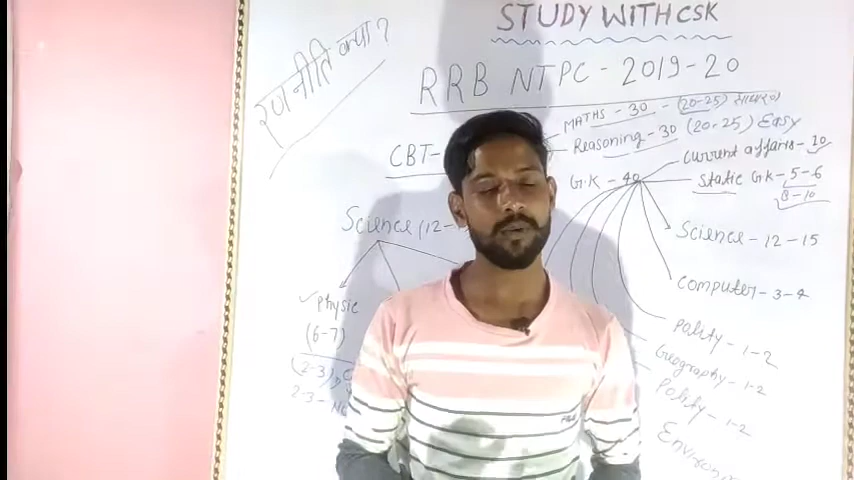 STUDY WITH CSK
रणनीति क्या ?
RRB NTPC - 2019-20
MATHS - 30 - (20-25)
CBT-
Reasoning - 30 (20-25) Easy
G.K - 40
Current affairs - 10
Static GK - 5-6
8-10
Science (12-
Science - 12-15
Computer - 3-4
Physic
(6-7)
(2-3)
2-3 -
Polity - 1-2
Geography - 1-2
Polity - 1-2